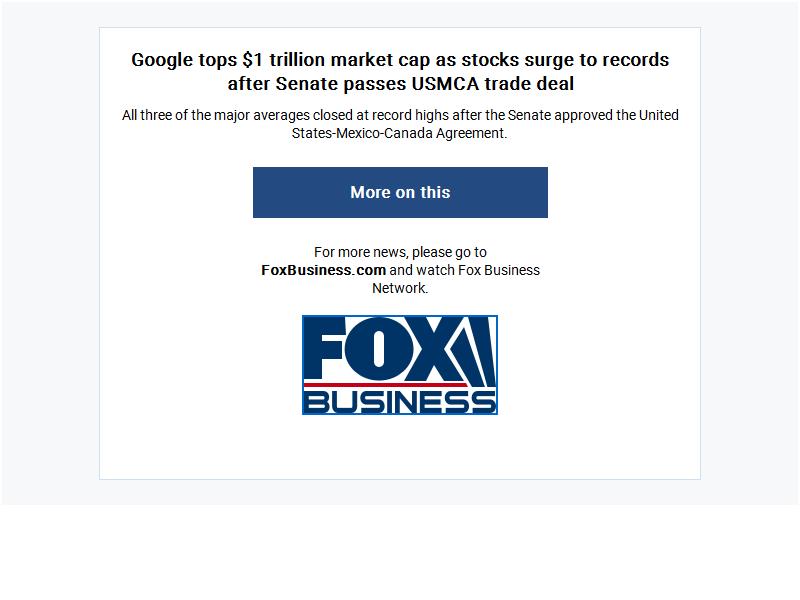 Google tops $1 trillion market cap as stocks surge to records
after Senate passes USMCA trade deal
All three of the major averages closed at record highs after the Senate approved the United
States-Mexico-Canada Agreement.
More on this
For more news, please go to
FoxBusiness.com and watch Fox Business
Network.
FOX
BUSINESS